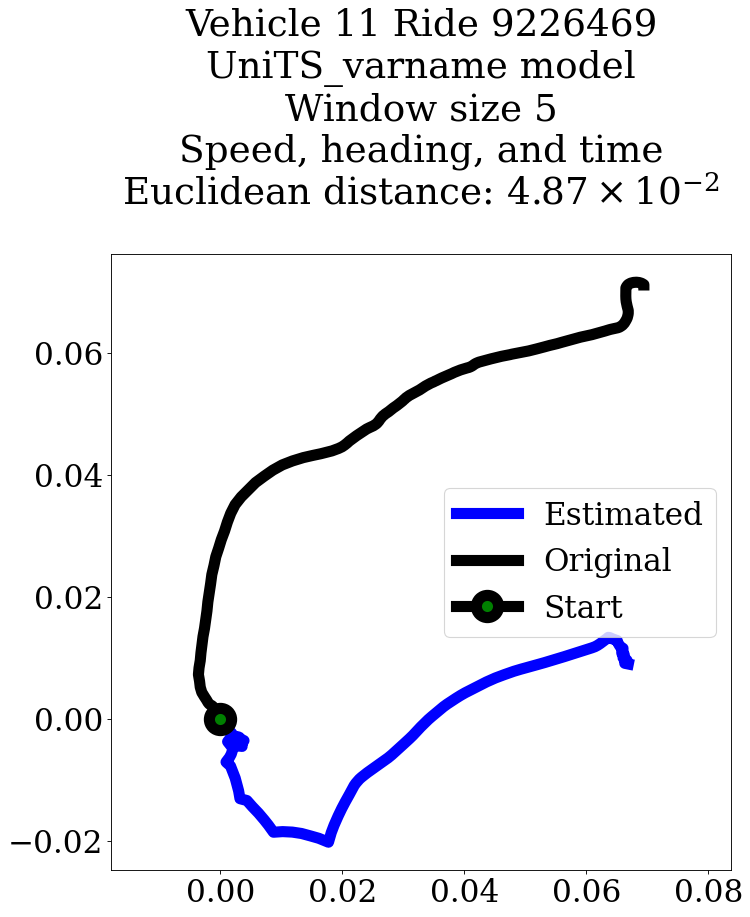 Vehicle 11 Ride 9226469
UniTS_varname model
Window size 5
Speed, heading, and time
Euclidean distance: 4.87 × 10⁻²
0.06
0.04
Estimated
Original
0.02
Start
0.00
−0.02
0.00 0.02 0.04 0.06 0.08